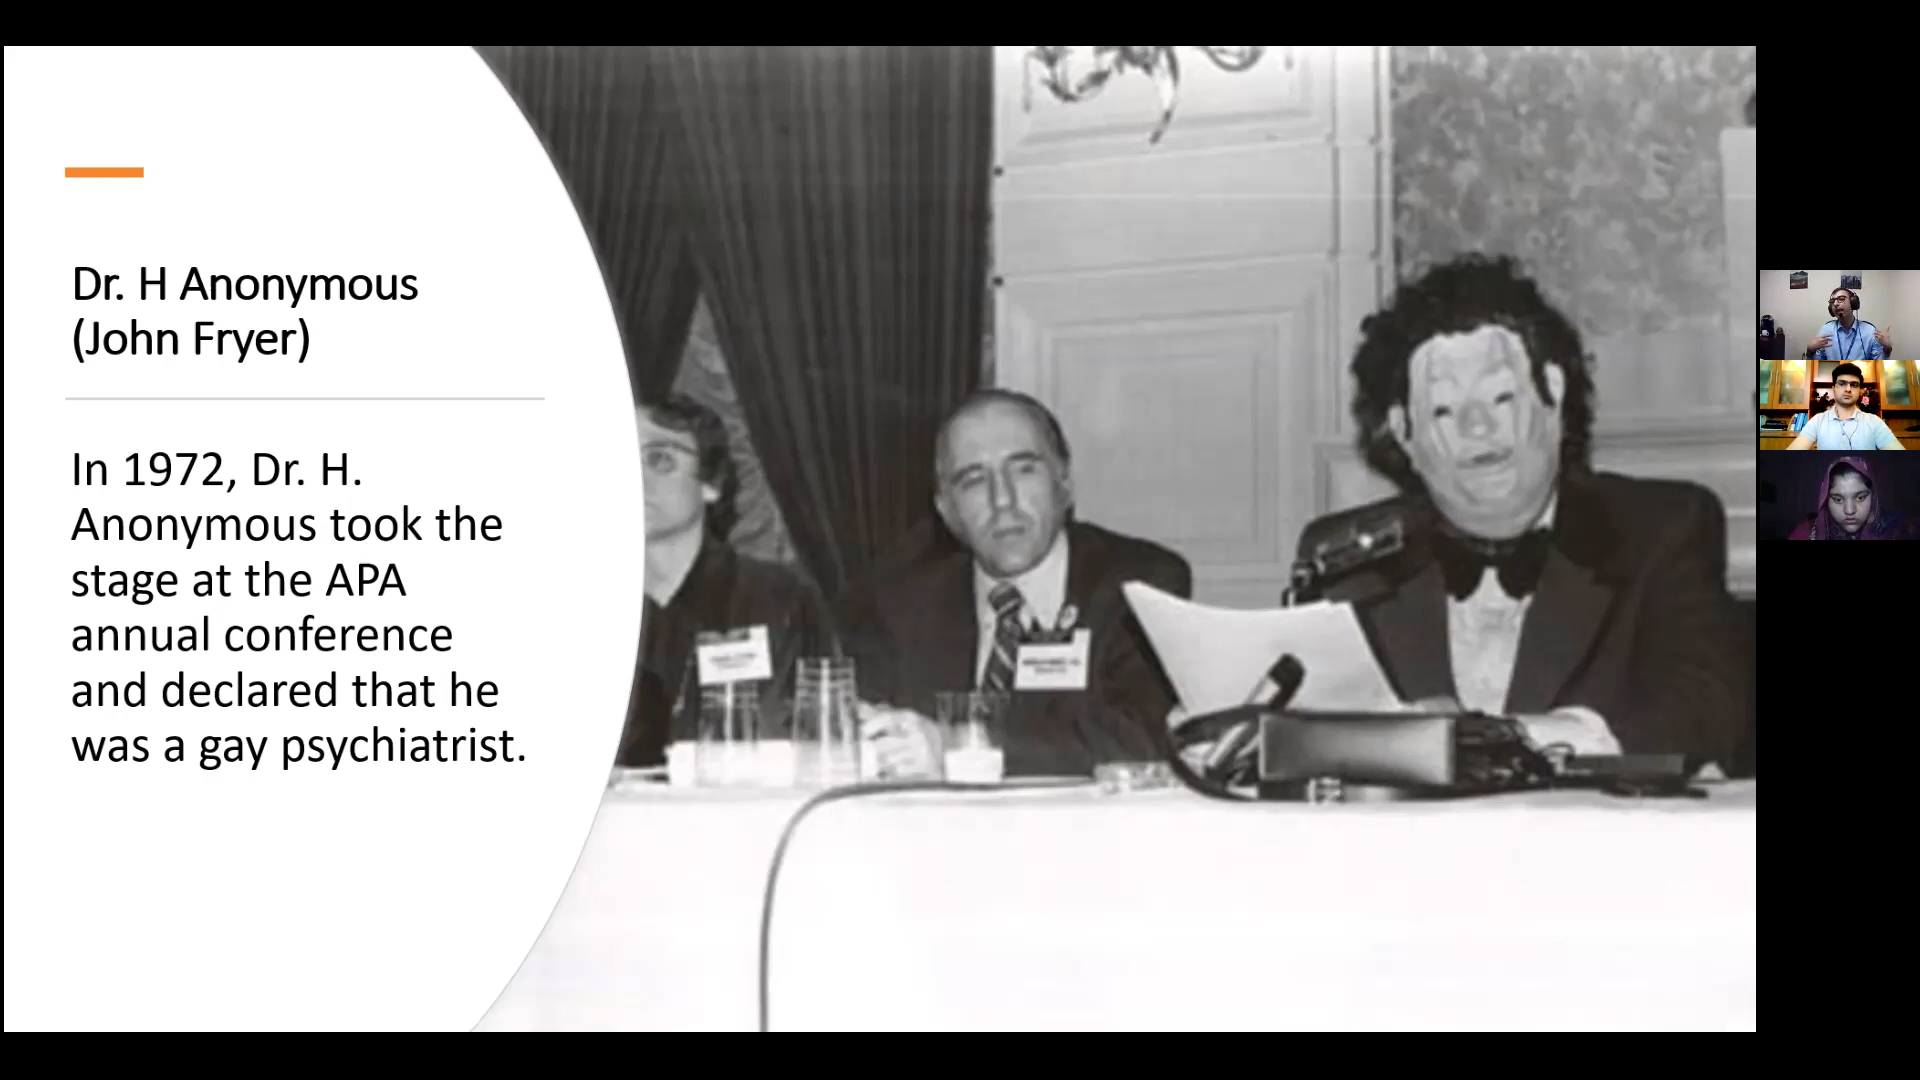 Dr. H Anonymous
(John Fryer)
In 1972, Dr. H.
Anonymous took the
stage at the APA
annual conference
and declared that he
was a gay psychiatrist.